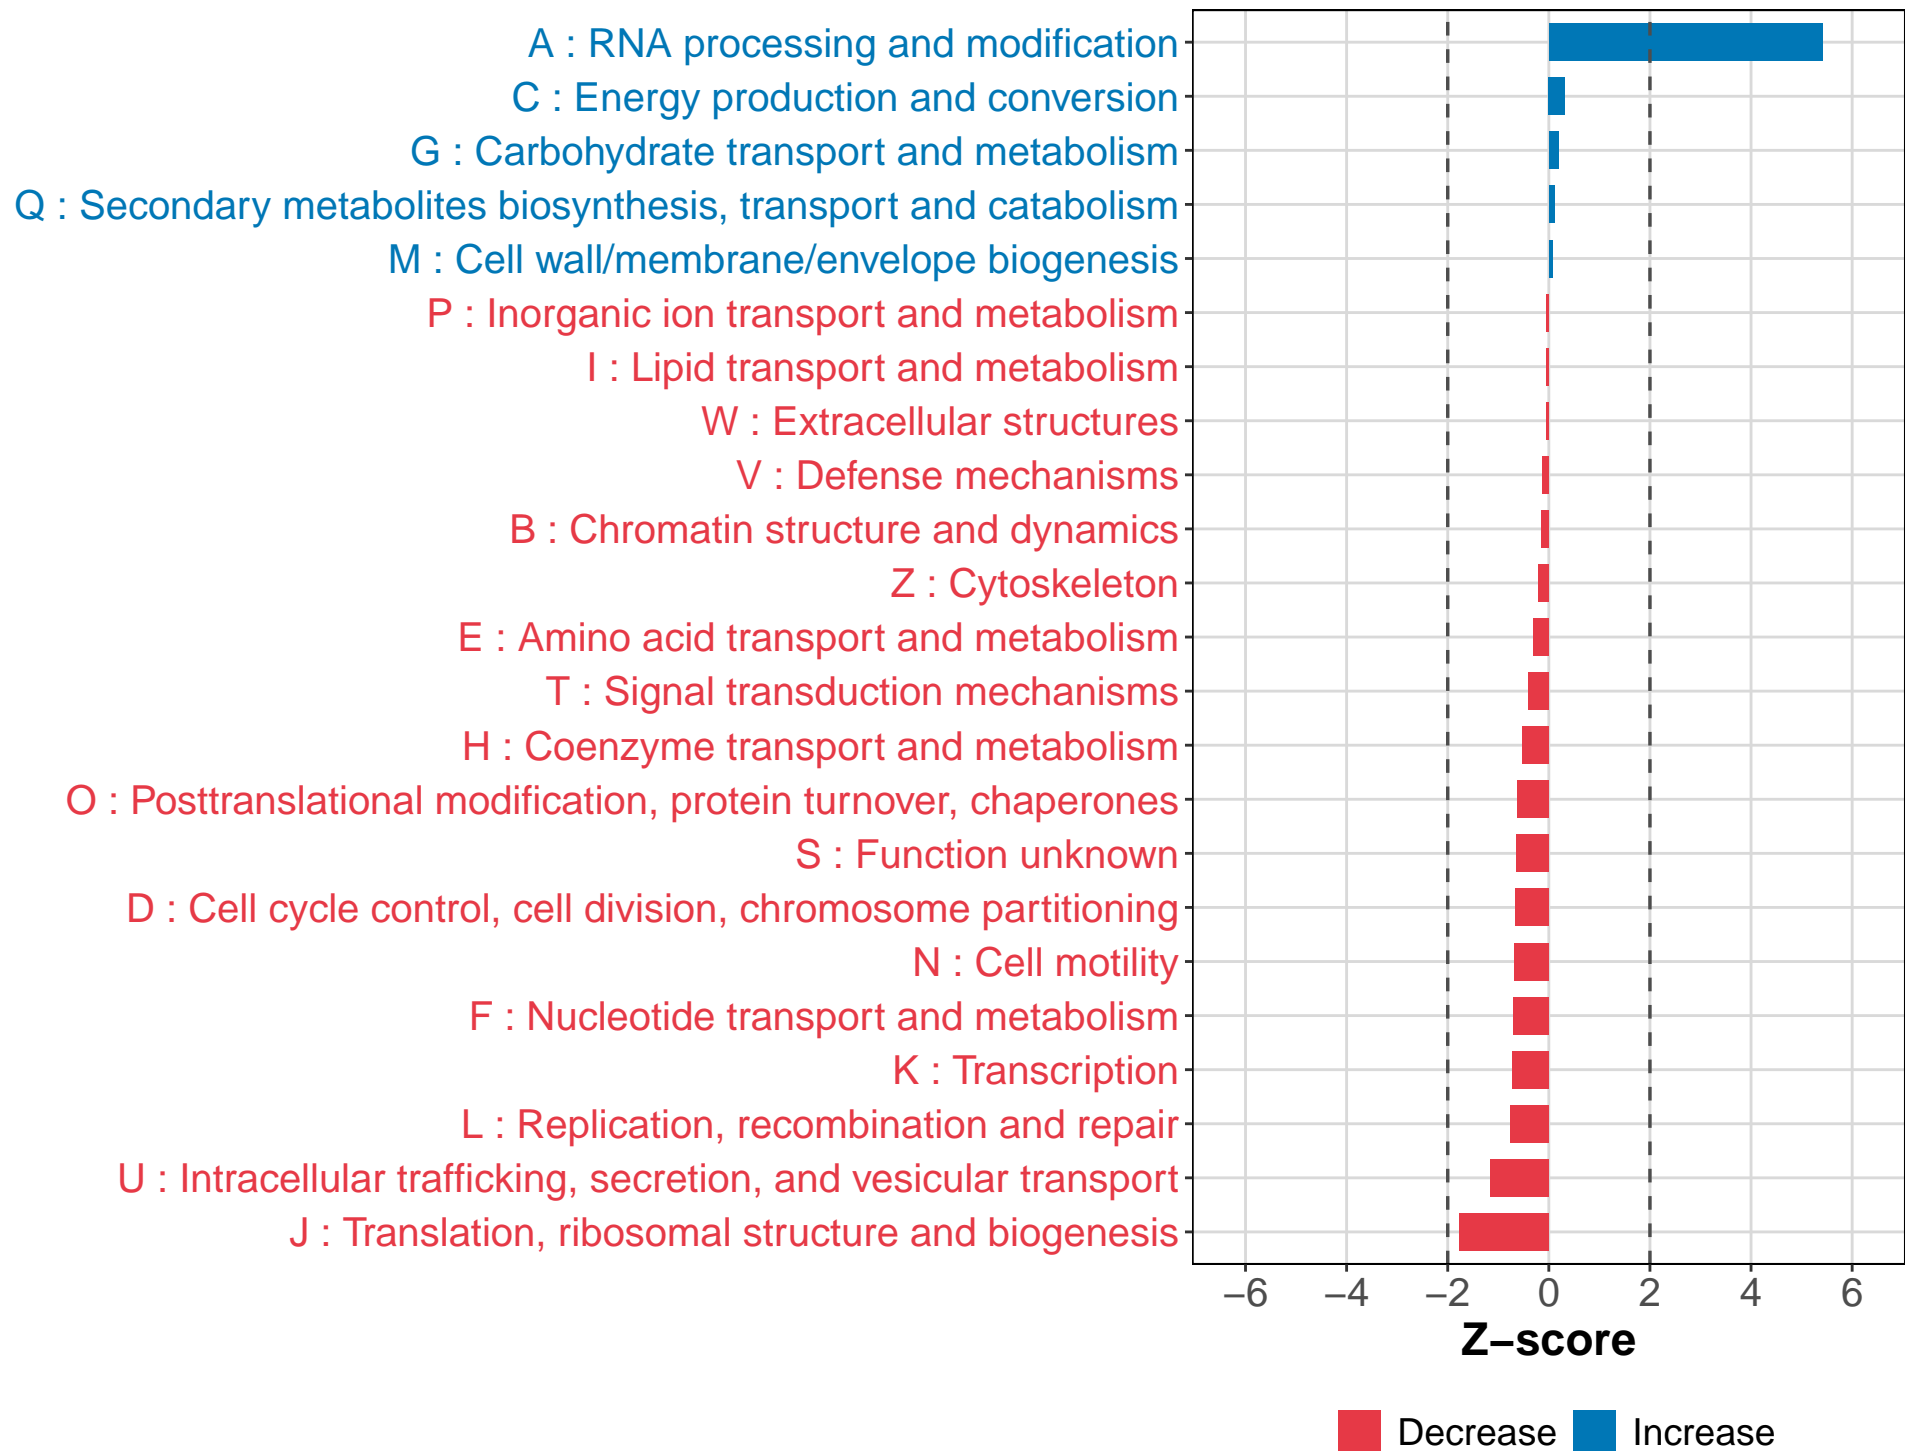 A : RNA processing and modification
C : Energy production and conversion
G : Carbohydrate transport and metabolism
Q : Secondary metabolites biosynthesis, transport and catabolism
M : Cell wall/membrane/envelope biogenesis
P : Inorganic ion transport and metabolism
I : Lipid transport and metabolism
W : Extracellular structures
V : Defense mechanisms
B : Chromatin structure and dynamics
Z : Cytoskeleton
E : Amino acid transport and metabolism
T : Signal transduction mechanisms
H : Coenzyme transport and metabolism
O : Posttranslational modification, protein turnover, chaperones
S : Function unknown
D : Cell cycle control, cell division, chromosome partitioning
N : Cell motility
F : Nucleotide transport and metabolism
K : Transcription
L : Replication, recombination and repair
U : Intracellular trafficking, secretion, and vesicular transport
J : Translation, ribosomal structure and biogenesis
−6 −4 −2 0 2 4 6
Z−score
Decrease Increase